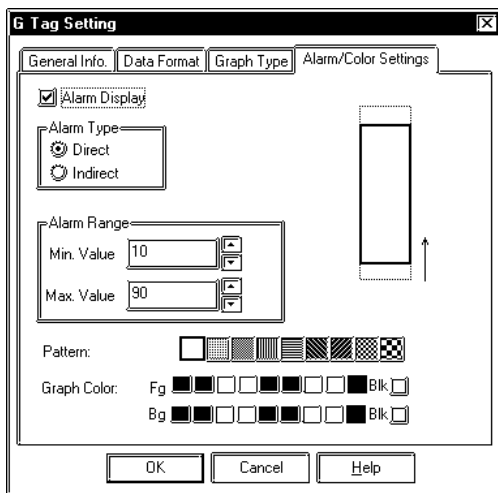 G Tag Setting
General Info. Data Format Graph Type Alarm/Color Settings
Alarm Display
Alarm Type
Direct
Indirect
Alarm Range
Min. Value 10
Max. Value 90
Pattern:
Graph Color: Fg Blk
Bg Blk
OK Cancel Help